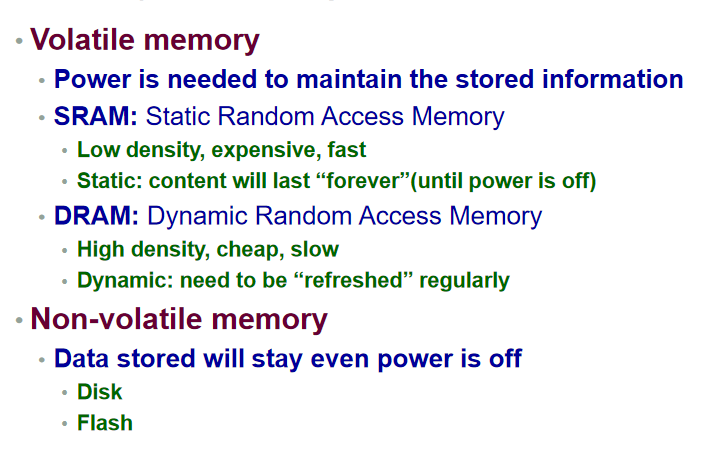 • Volatile memory
• Power is needed to maintain the stored information
• SRAM: Static Random Access Memory
• Low density, expensive, fast
• Static: content will last “forever”(until power is off)
• DRAM: Dynamic Random Access Memory
• High density, cheap, slow
• Dynamic: need to be “refreshed” regularly
• Non-volatile memory
• Data stored will stay even power is off
• Disk
• Flash